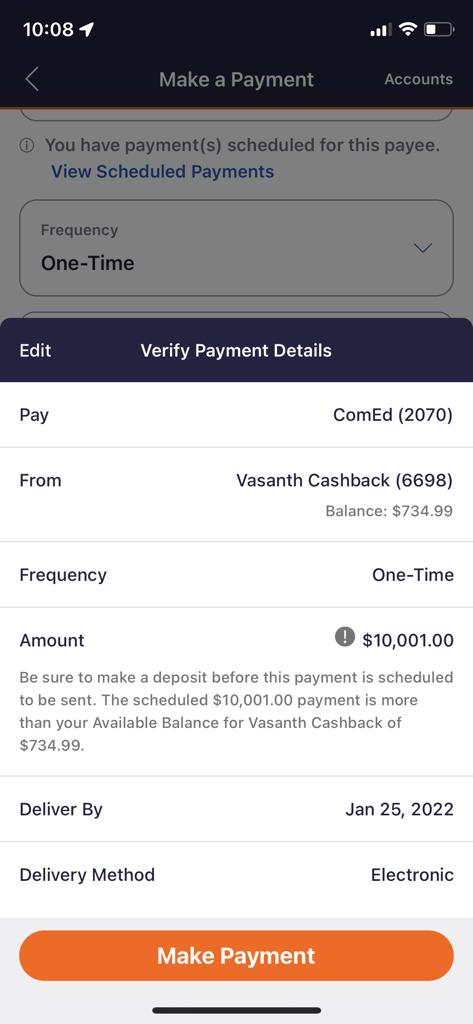 10:08
Make a Payment
Accounts
You have payment(s) scheduled for this payee.
View Scheduled Payments
Frequency
One-Time
Edit
Verify Payment Details
Pay
ComEd (2070)
From
Vasanth Cashback (6698)
Balance: $734.99
Frequency
One-Time
Amount
$10,001.00
Be sure to make a deposit before this payment is scheduled
to be sent. The scheduled $10,001.00 payment is more
than your Available Balance for Vasanth Cashback of
$734.99.
Deliver By
Jan 25, 2022
Delivery Method
Electronic
Make Payment